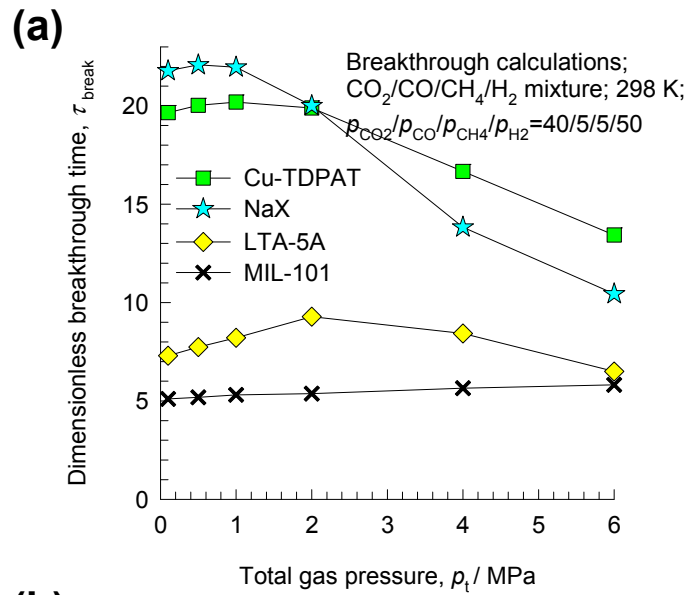 (a)
Breakthrough calculations;
CO2/CO/CH4/H2 mixture; 298 K;
pCO2/pCO/pCH4/pH2=40/5/5/50
Dimensionless breakthrough time, τbreak
20
15
10
5
0
Cu-TDPAT
NaX
LTA-5A
MIL-101
0 1 2 3 4 5 6
Total gas pressure, pt / MPa